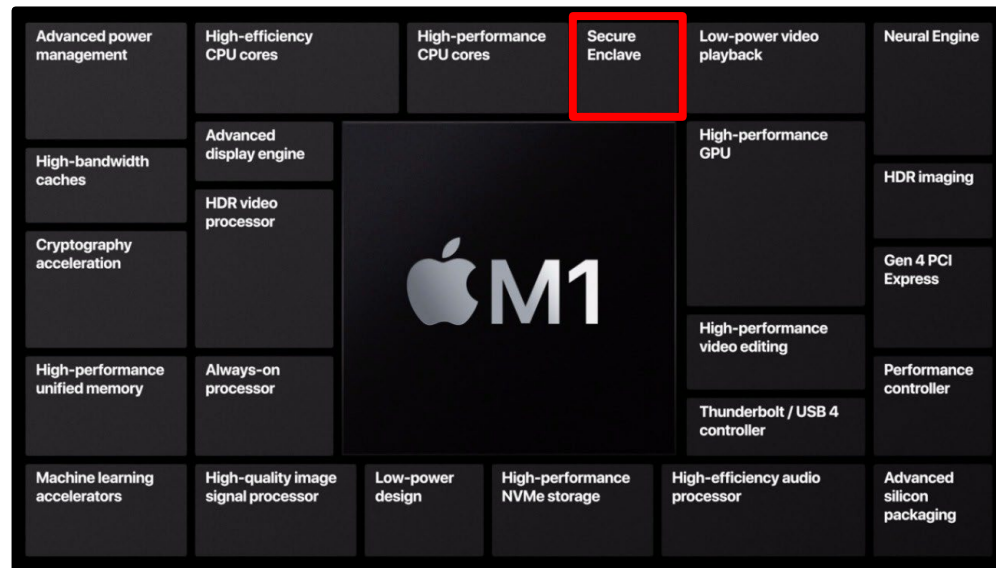 Advanced power
management
High-efficiency
CPU cores
High-performance
CPU cores
Secure
Enclave
Low-power video
playback
Neural Engine
Advanced
display engine
High-performance
GPU
High-bandwidth
caches
HDR imaging
HDR video
processor
Cryptography
acceleration
M1
Gen 4 PCI
Express
High-performance
video editing
High-performance
unified memory
Always-on
processor
Performance
controller
Thunderbolt / USB 4
controller
Machine learning
accelerators
High-quality image
signal processor
Low-power
design
High-performance
NVMe storage
High-efficiency audio
processor
Advanced
silicon
packaging